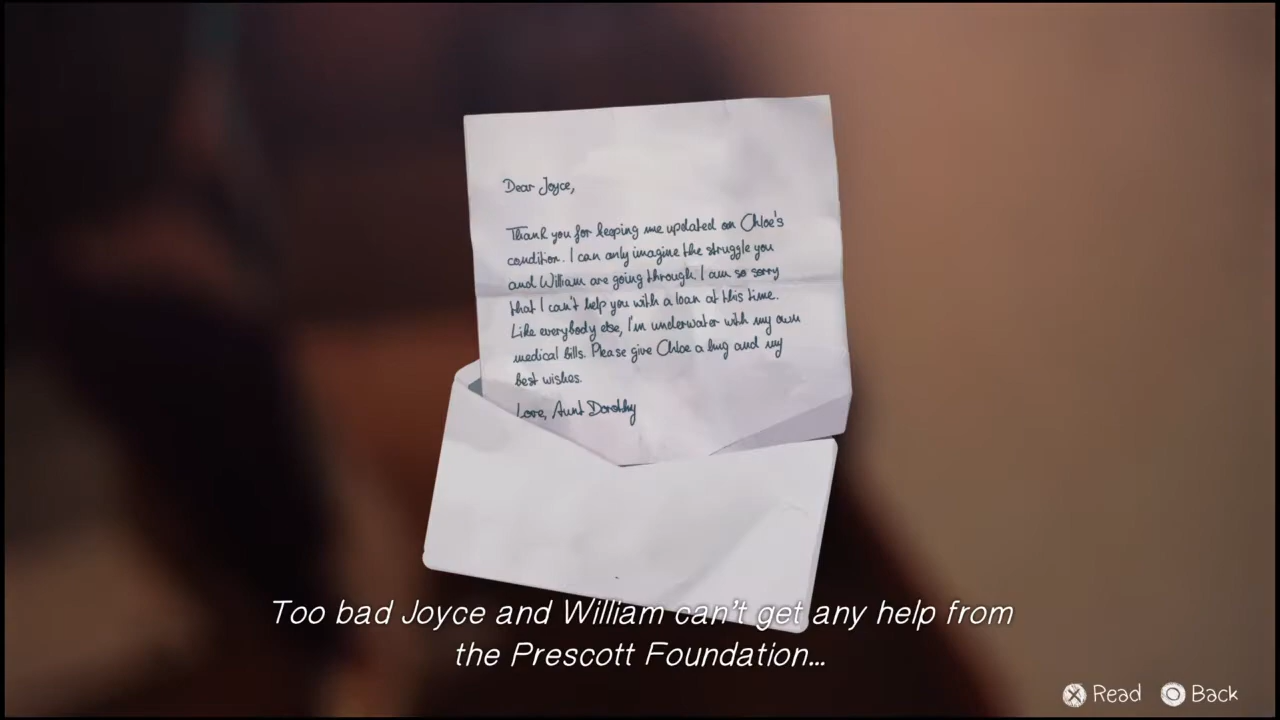 Dear Joyce,
Thank you for keeping me updated on Chloe's
condition. I can only imagine the struggle you
and William are going through. I am so sorry
that I can't help you with a loan at this time.
Like everybody else, I'm underwater with my own
medical bills. Please give Chloe a hug and my
best wishes.
Love, Aunt Dorothy
Too bad Joyce and William can't get any help from
the Prescott Foundation...
Read Back